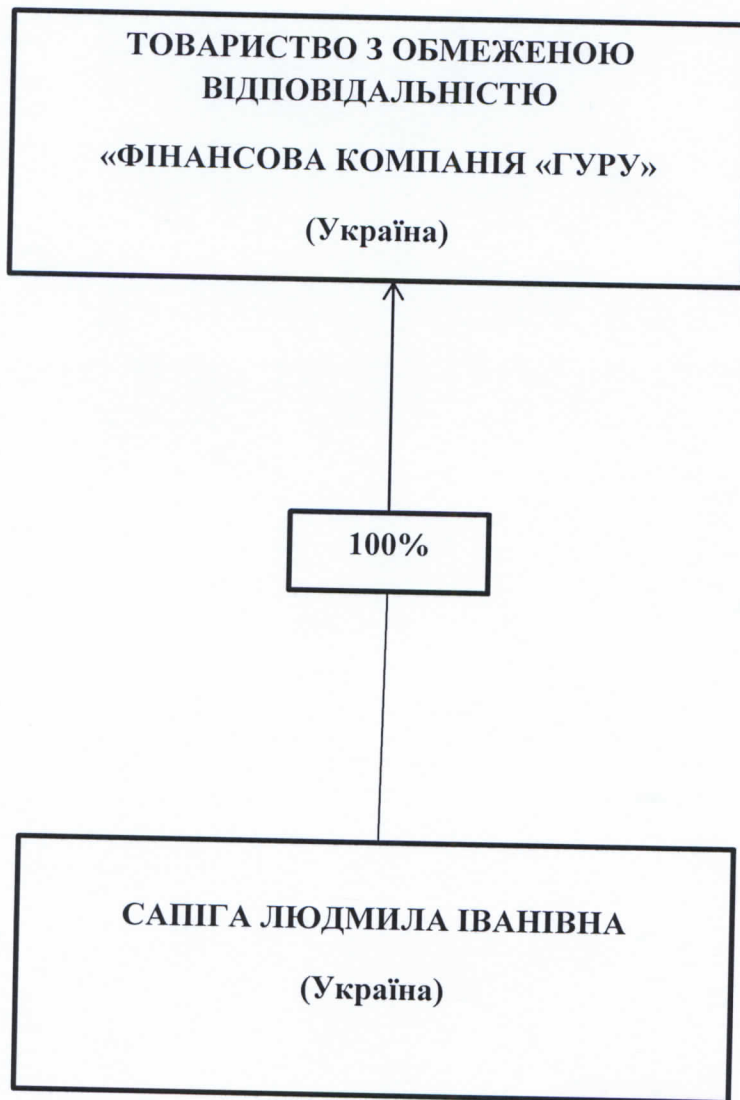 ТОВАРИСТВО З ОБМЕЖЕНОЮ
ВІДПОВІДАЛЬНІСТЮ
«ФІНАНСОВА КОМПАНІЯ «ГУРУ»
(Україна)
100%
САПІГА ЛЮДМИЛА ІВАНІВНА
(Україна)